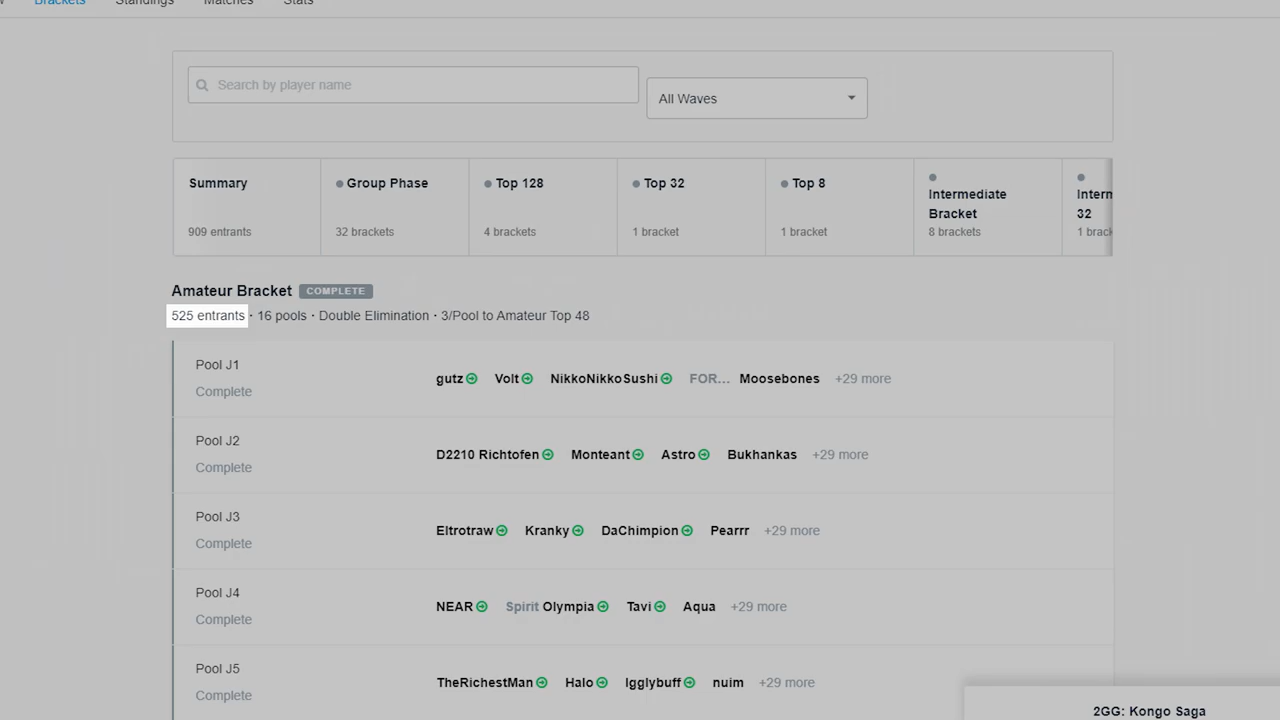 Brackets Standings Matches Stats
Search by player name
All Waves
Summary
909 entrants
Group Phase
32 brackets
Top 128
4 brackets
Top 32
1 bracket
Top 8
1 bracket
Intermediate
Bracket
8 brackets
32
Amateur Bracket COMPLETE
525 entrants · 16 pools · Double Elimination · 3/Pool to Amateur Top 48
Pool J1
Complete
gutz Volt NikkoNikkoSushi FOR... Moosebones +29 more
Pool J2
Complete
D2210 Richtofen Monteant Astro Bukhankas +29 more
Pool J3
Complete
Eltrotraw Kranky DaChimpion Pearrr +29 more
Pool J4
Complete
NEAR Spirit Olympia Tavi Aqua +29 more
Pool J5
Complete
TheRichestMan Halo Igglybuff nuim +29 more
2GG: Kongo Saga